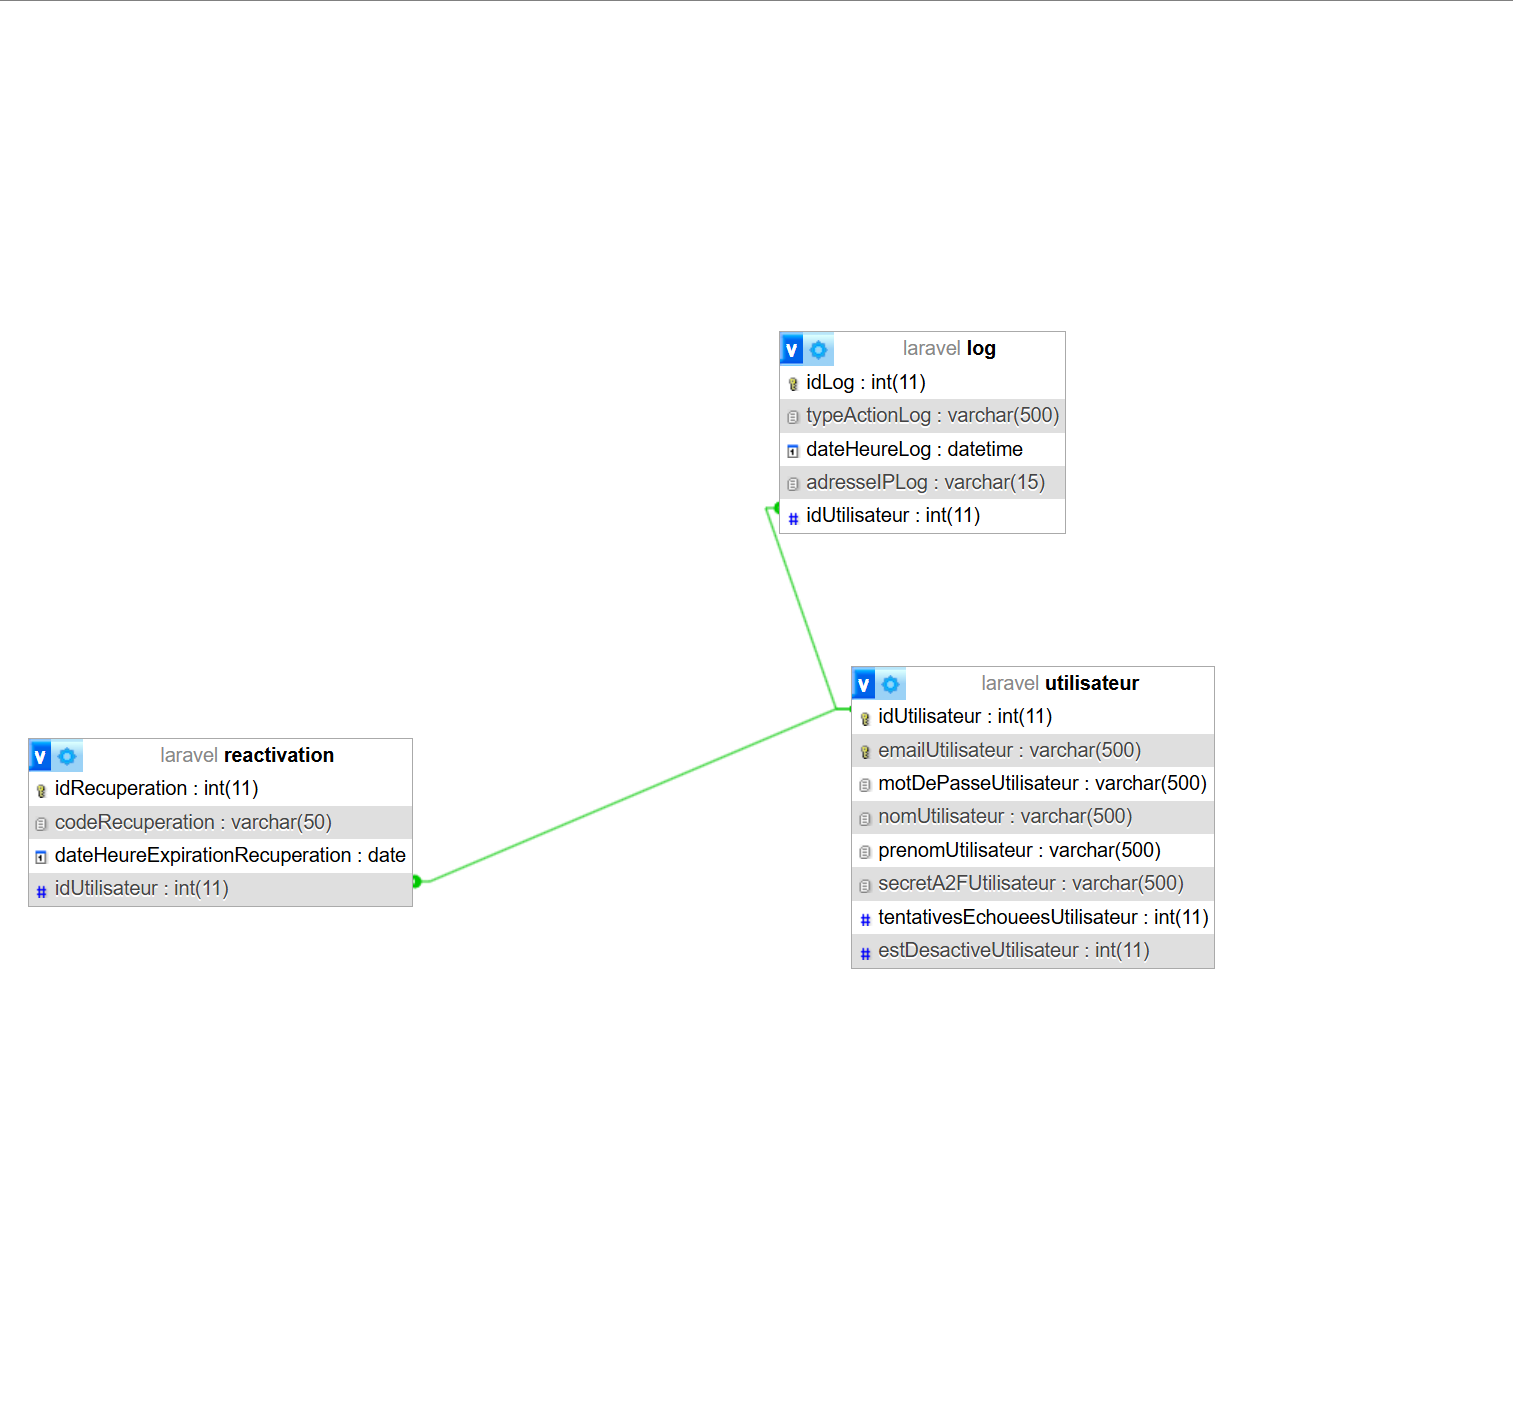 v laravel log
idLog : int(11)
typeActionLog : varchar(500)
dateHeureLog : datetime
adresseIPLog : varchar(15)
# idUtilisateur : int(11)
v laravel utilisateur
idUtilisateur : int(11)
emailUtilisateur : varchar(500)
motDePasseUtilisateur : varchar(500)
nomUtilisateur : varchar(500)
prenomUtilisateur : varchar(500)
secretA2FUtilisateur : varchar(500)
# tentativesEchoueesUtilisateur : int(11)
# estDesactiveUtilisateur : int(11)
v laravel reactivation
idRecuperation : int(11)
codeRecuperation : varchar(50)
dateHeureExpirationRecuperation : date
# idUtilisateur : int(11)